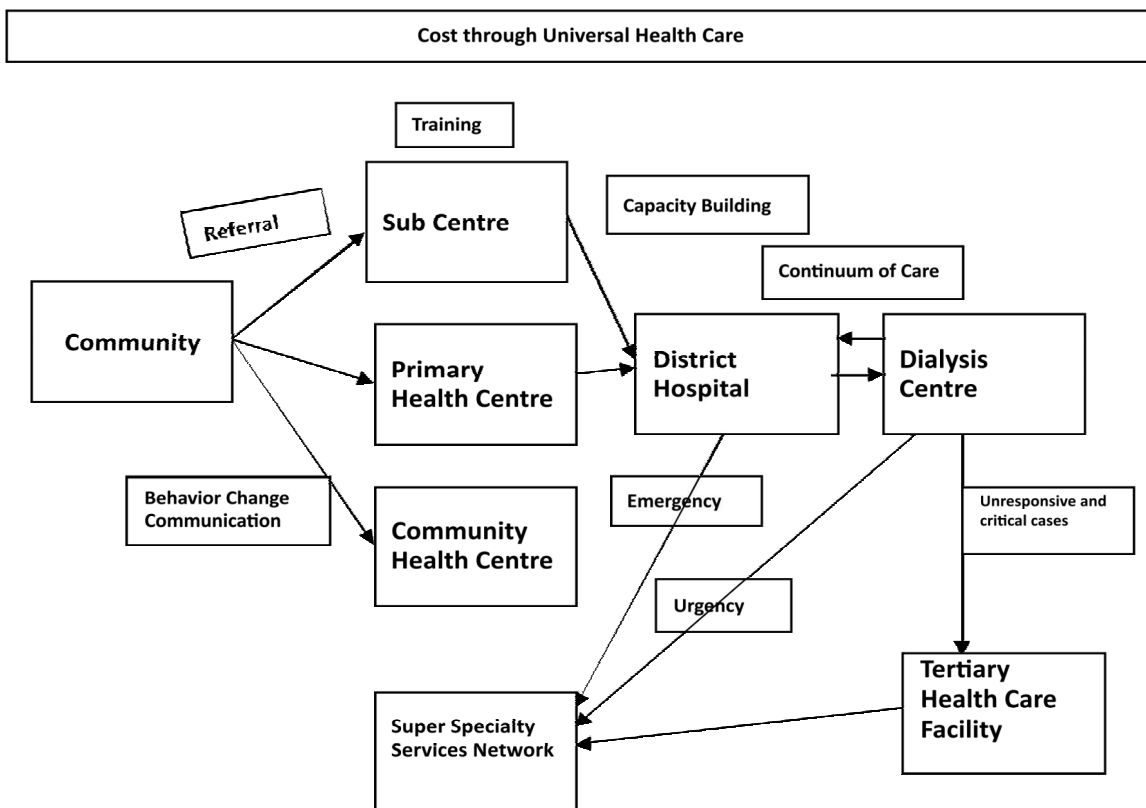 Cost through Universal Health Care
Training
Referral
Sub Centre
Capacity Building
Continuum of Care
Community
Primary
Health Centre
District
Hospital
Dialysis
Centre
Behavior Change
Communication
Community
Health Centre
Emergency
Unresponsive and
critical cases
Urgency
Super Specialty
Services Network
Tertiary
Health Care
Facility